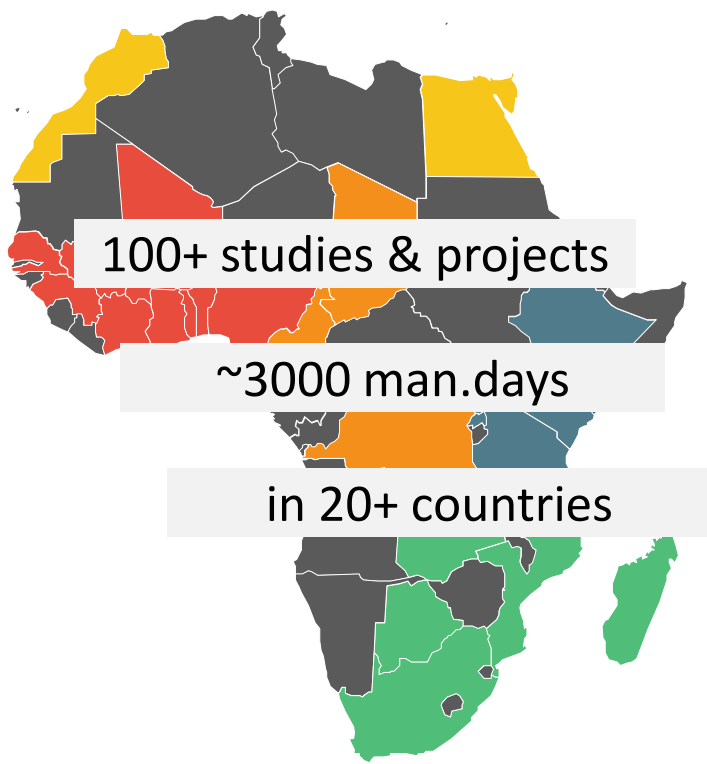 100+ studies & projects
~3000 man.days
in 20+ countries